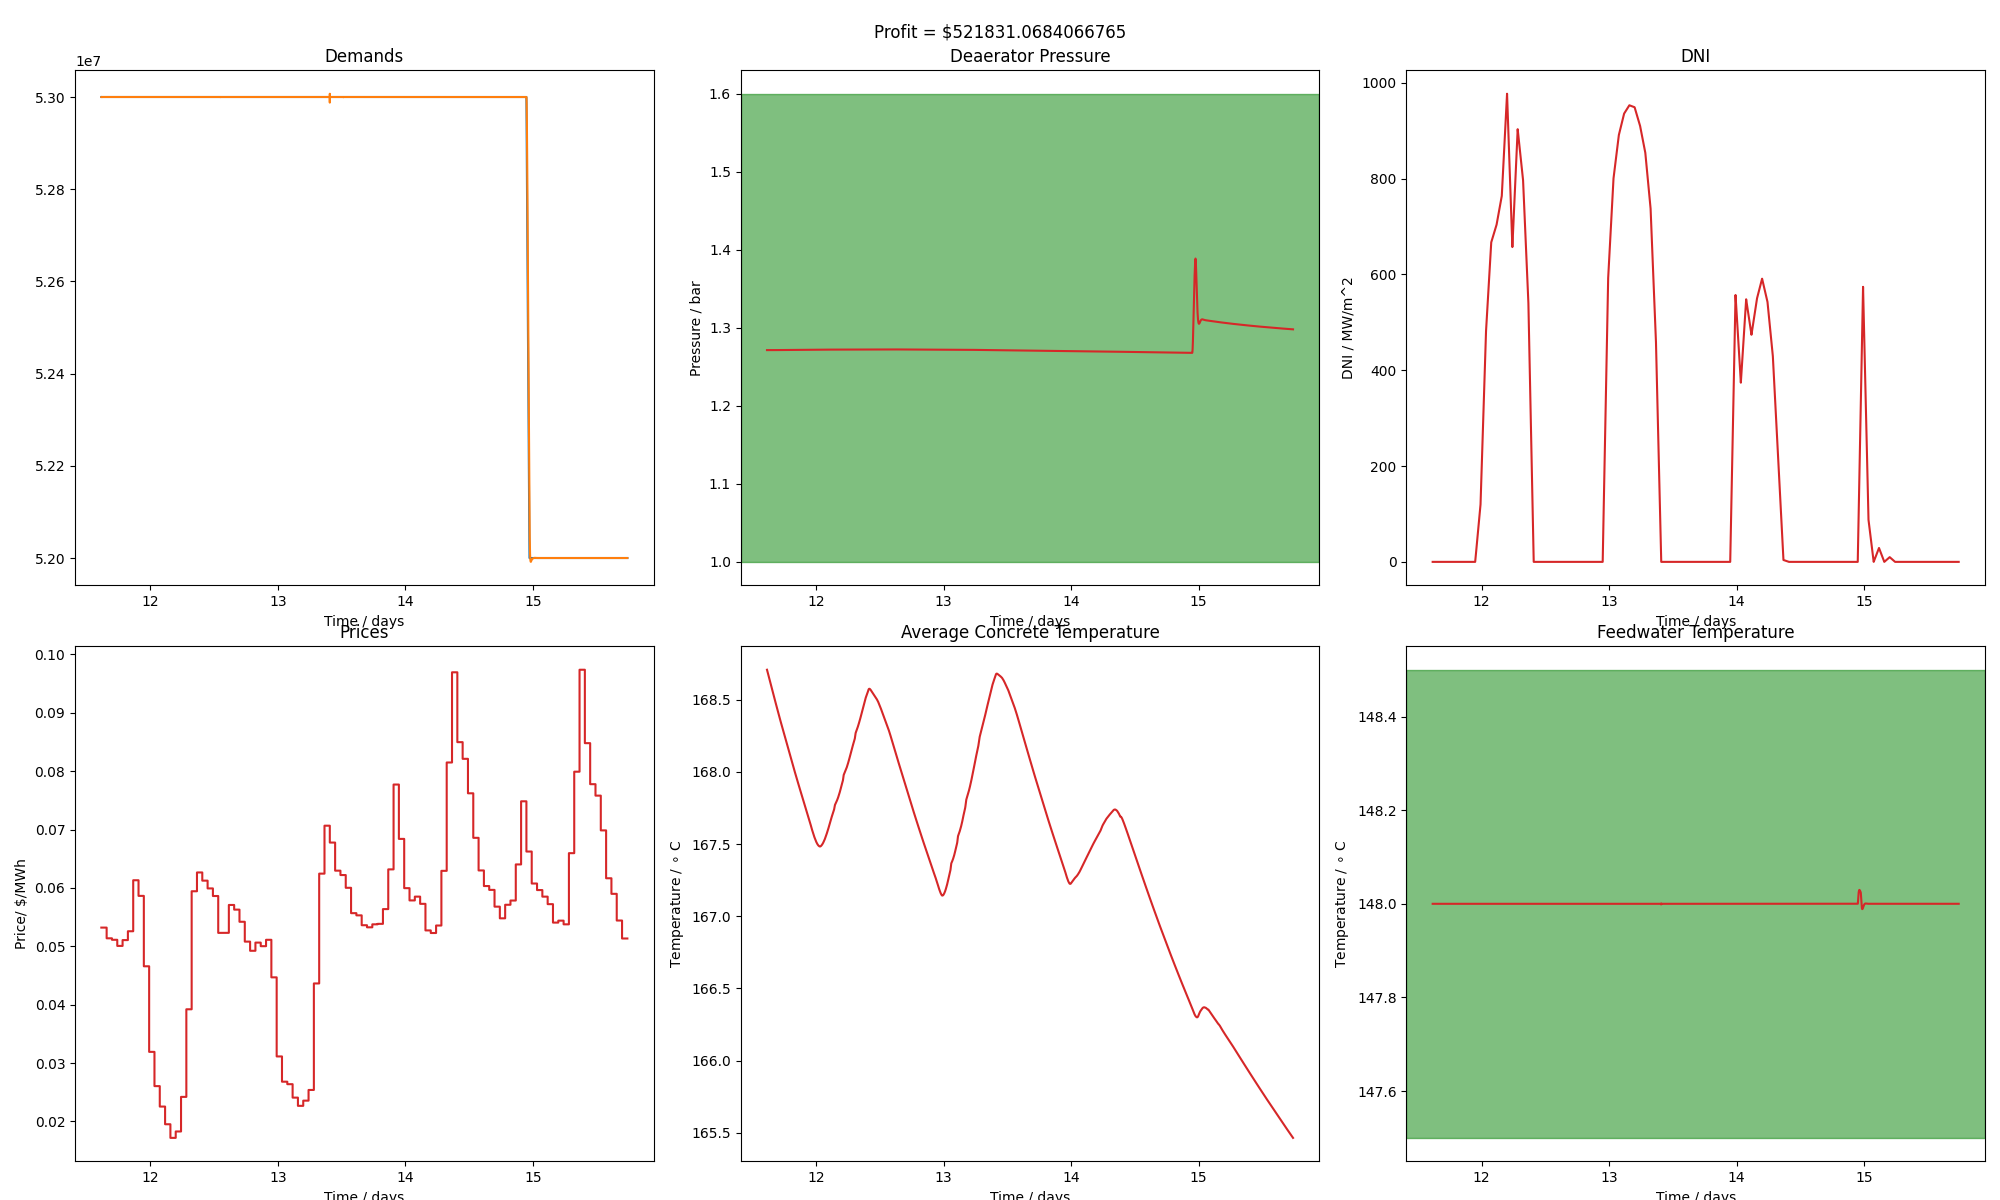 Profit = $521831.0684066765
Demands
1e7
5.30
5.28
5.26
5.24
5.22
5.20
12 13 14 15
Time / days
Deaerator Pressure
Pressure / bar
1.6
1.5
1.4
1.3
1.2
1.1
1.0
12 13 14 15
Time / days
DNI
DNI / MW/m^2
1000
800
600
400
200
0
12 13 14 15
Time / days
Prices
Price/ $/MWh
0.10
0.09
0.08
0.07
0.06
0.05
0.04
0.03
0.02
12 13 14 15
Time / days
Average Concrete Temperature
Temperature / ∘ C
168.5
168.0
167.5
167.0
166.5
166.0
165.5
12 13 14 15
Time / days
Feedwater Temperature
Temperature / ∘ C
148.4
148.2
148.0
147.8
147.6
12 13 14 15
Time / days